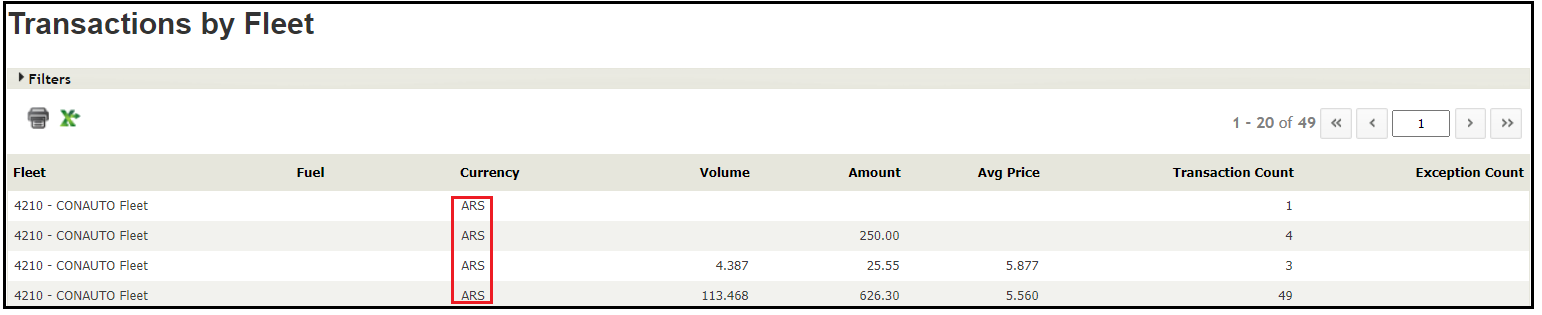 Transactions by Fleet
Filters
1 - 20 of 49 « ‹ 1 › »
Fleet Fuel Currency Volume Amount Avg Price Transaction Count Exception Count
4210 - CONAUTO Fleet ARS 1
4210 - CONAUTO Fleet ARS 250.00 4
4210 - CONAUTO Fleet ARS 4.387 25.55 5.877 3
4210 - CONAUTO Fleet ARS 113.468 626.30 5.560 49